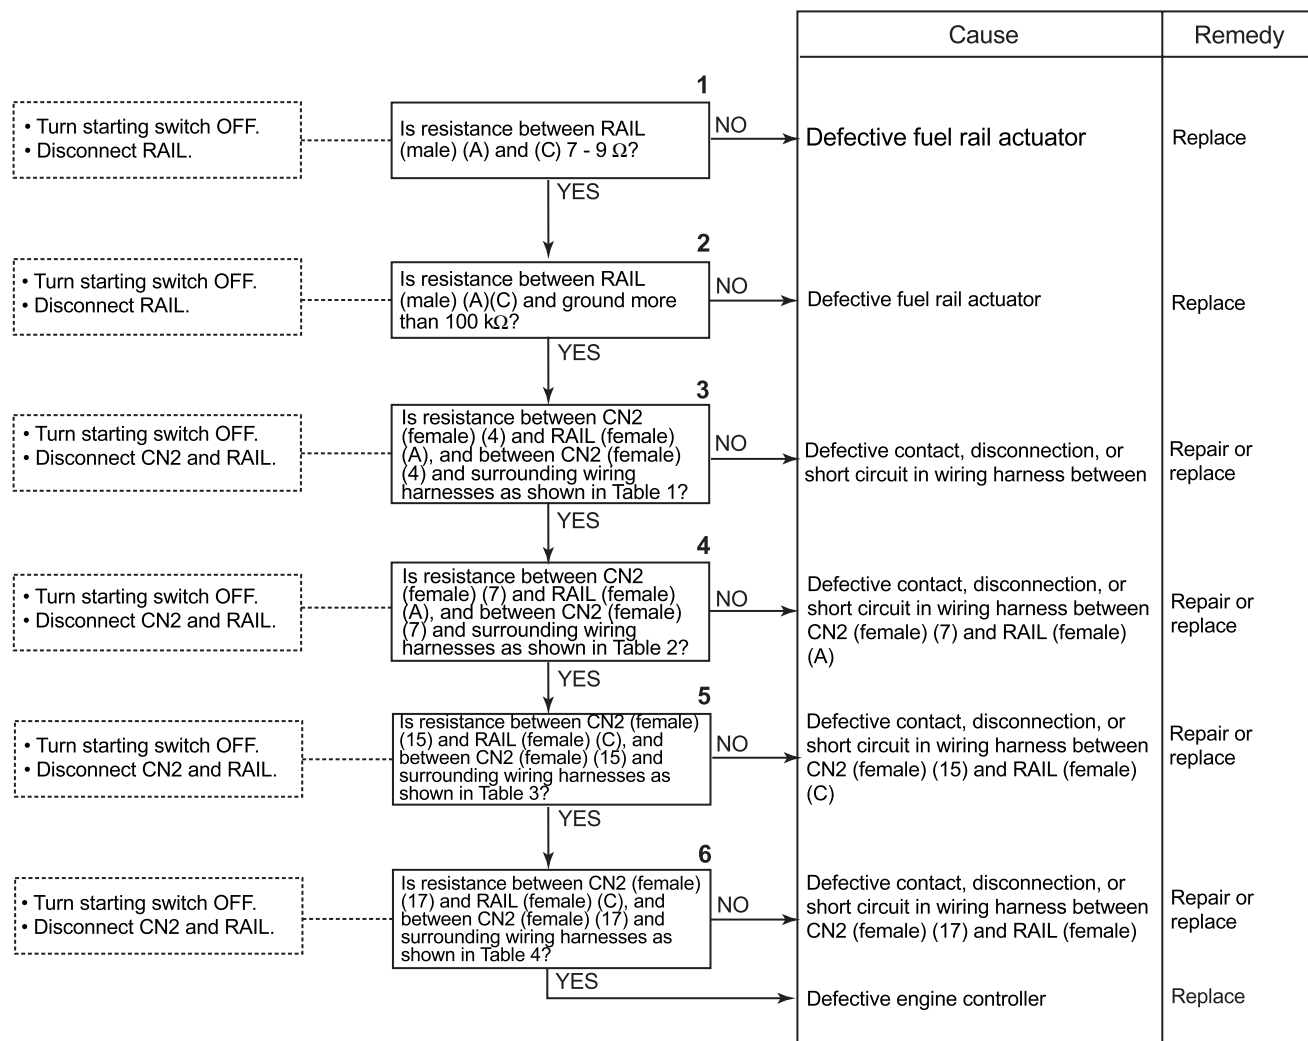 Cause
Remedy
1
• Turn starting switch OFF.
• Disconnect RAIL.
Is resistance between RAIL
(male) (A) and (C) 7 - 9 Ω?
NO
Defective fuel rail actuator
Replace
YES
2
• Turn starting switch OFF.
• Disconnect RAIL.
Is resistance between RAIL
(male) (A)(C) and ground more
than 100 kΩ?
NO
Defective fuel rail actuator
Replace
YES
3
• Turn starting switch OFF.
• Disconnect CN2 and RAIL.
Is resistance between CN2
(female) (4) and RAIL (female)
(A), and between CN2 (female)
(4) and surrounding wiring
harnesses as shown in Table 1?
NO
Defective contact, disconnection, or
short circuit in wiring harness between
Repair or
replace
YES
4
• Turn starting switch OFF.
• Disconnect CN2 and RAIL.
Is resistance between CN2
(female) (7) and RAIL (female)
(A), and between CN2 (female)
(7) and surrounding wiring
harnesses as shown in Table 2?
NO
Defective contact, disconnection, or
short circuit in wiring harness between
CN2 (female) (7) and RAIL (female)
(A)
Repair or
replace
YES
5
• Turn starting switch OFF.
• Disconnect CN2 and RAIL.
Is resistance between CN2 (female)
(15) and RAIL (female) (C), and
between CN2 (female) (15) and
surrounding wiring harnesses as
shown in Table 3?
NO
Defective contact, disconnection, or
short circuit in wiring harness between
CN2 (female) (15) and RAIL (female)
(C)
Repair or
replace
YES
6
• Turn starting switch OFF.
• Disconnect CN2 and RAIL.
Is resistance between CN2 (female)
(17) and RAIL (female) (C), and
between CN2 (female) (17) and
surrounding wiring harnesses as
shown in Table 4?
NO
Defective contact, disconnection, or
short circuit in wiring harness between
CN2 (female) (17) and RAIL (female)
Repair or
replace
YES
Defective engine controller
Replace